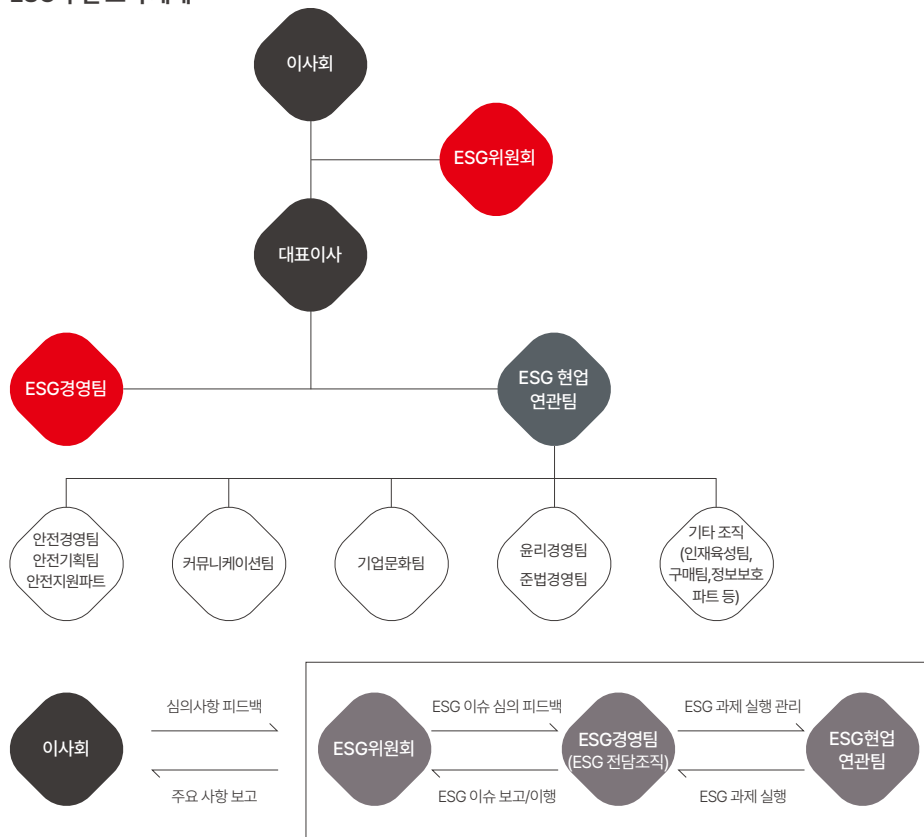 이사회
ESG위원회
대표이사
ESG경영팀
ESG 현업
연관팀
안전경영팀
안전기획팀
안전지원파트
커뮤니케이션팀
기업문화팀
윤리경영팀
준법경영팀
기타 조직
(인재육성팀,
구매팀,정보보호
파트 등)
이사회
심의사항 피드백
주요 사항 보고
ESG위원회
ESG 이슈 심의 피드백
ESG 이슈 보고/이행
ESG경영팀
(ESG 전담조직)
ESG 과제 실행 관리
ESG 과제 실행
ESG현업
연관팀